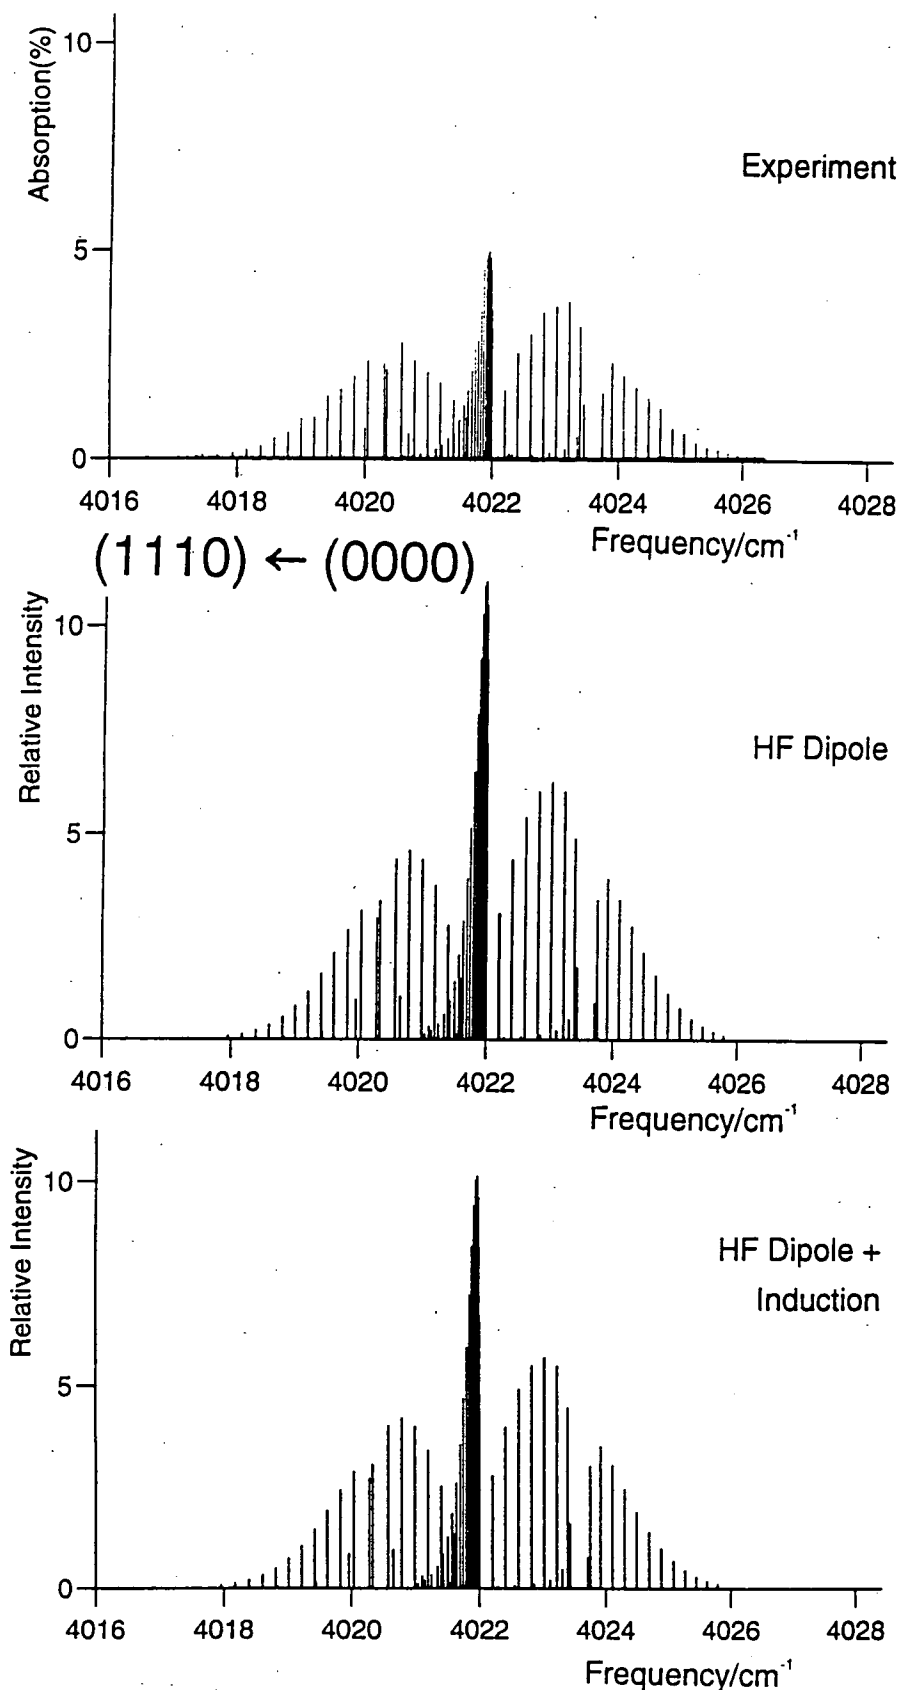 Absorption(%)
10
5
0
Experiment
4016 4018 4020 4022 4024 4026 4028
Frequency/cm⁻¹
(1110) ← (0000)
Relative Intensity
10
5
0
HF Dipole
4016 4018 4020 4022 4024 4026 4028
Frequency/cm⁻¹
Relative Intensity
10
5
0
HF Dipole +
Induction
4016 4018 4020 4022 4024 4026 4028
Frequency/cm⁻¹